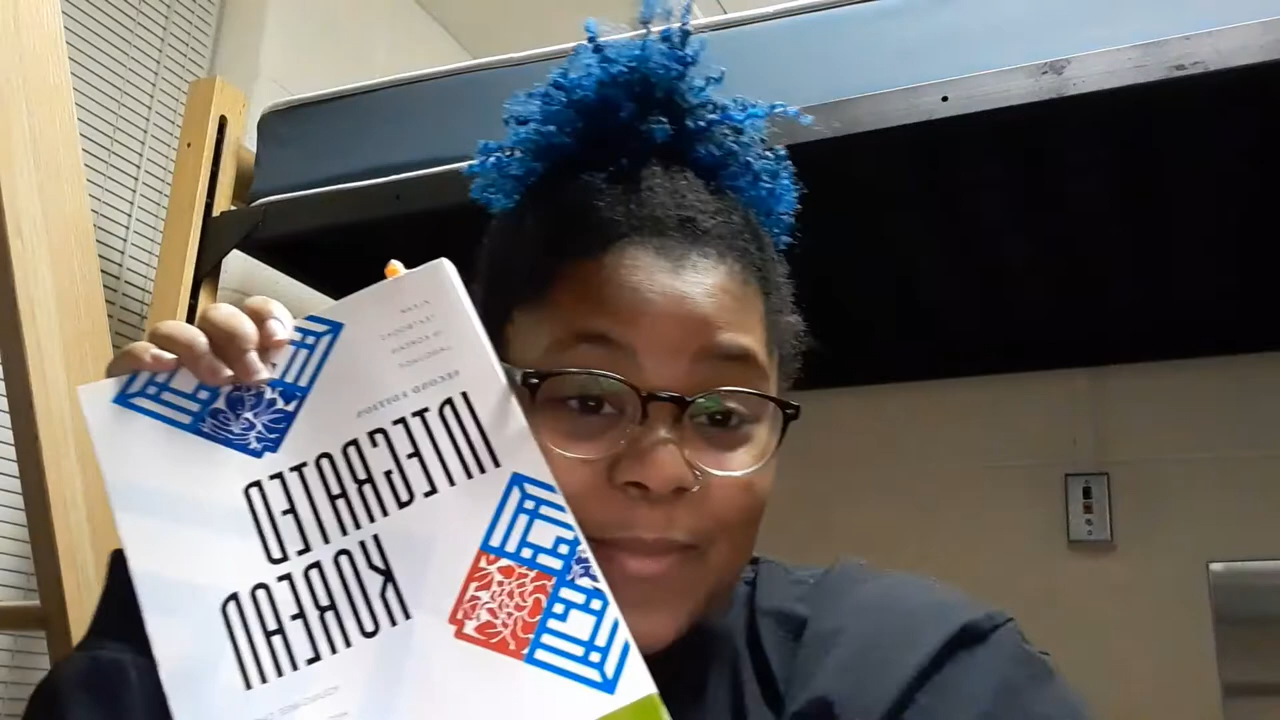 KLEAR
TEXTBOOKS
IN KOREAN
LANGUAGE
SECOND EDITION
INTEGRATED
KOREAN